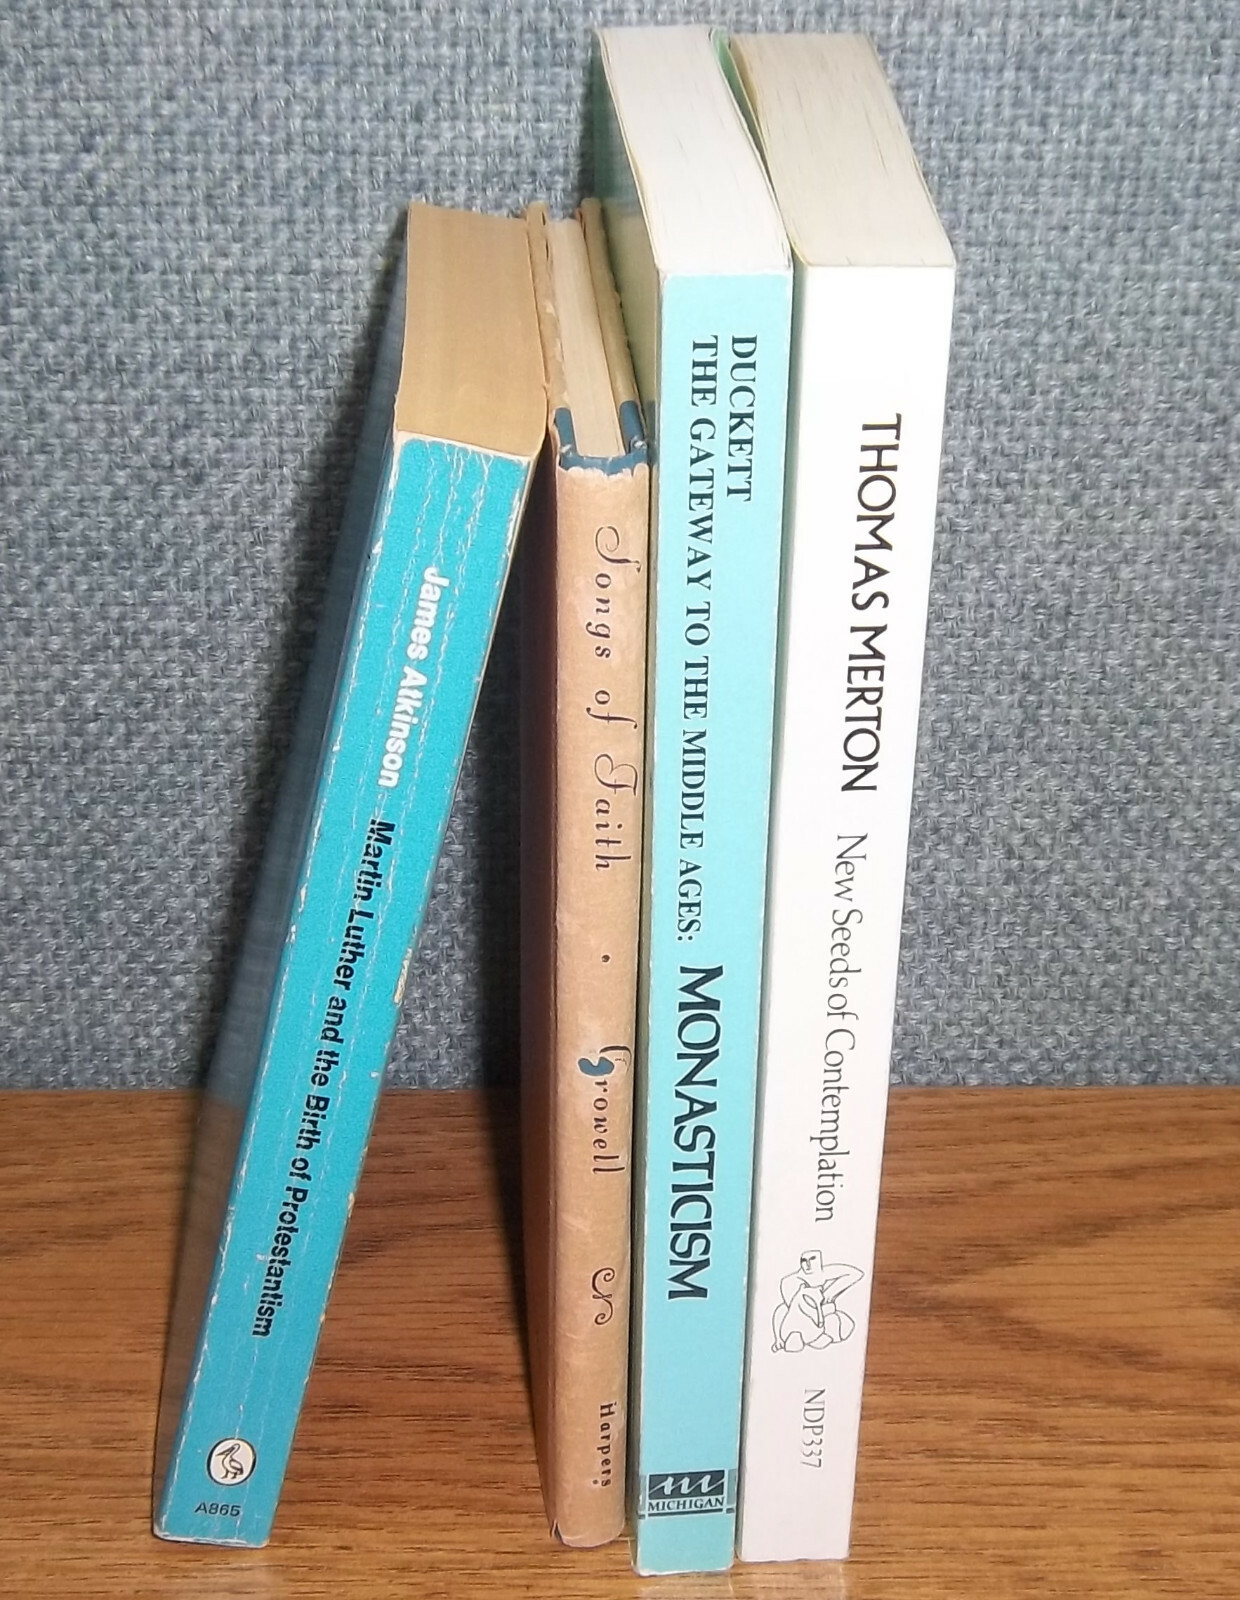 James Atkinson Martin Luther and the Birth of Protestantism
A865
Songs of Faith · Growell
Harpers
DUCKETT
THE GATEWAY TO THE MIDDLE AGES: MONASTICISM
MICHIGAN
THOMAS MERTON New Seeds of Contemplation
NDP337